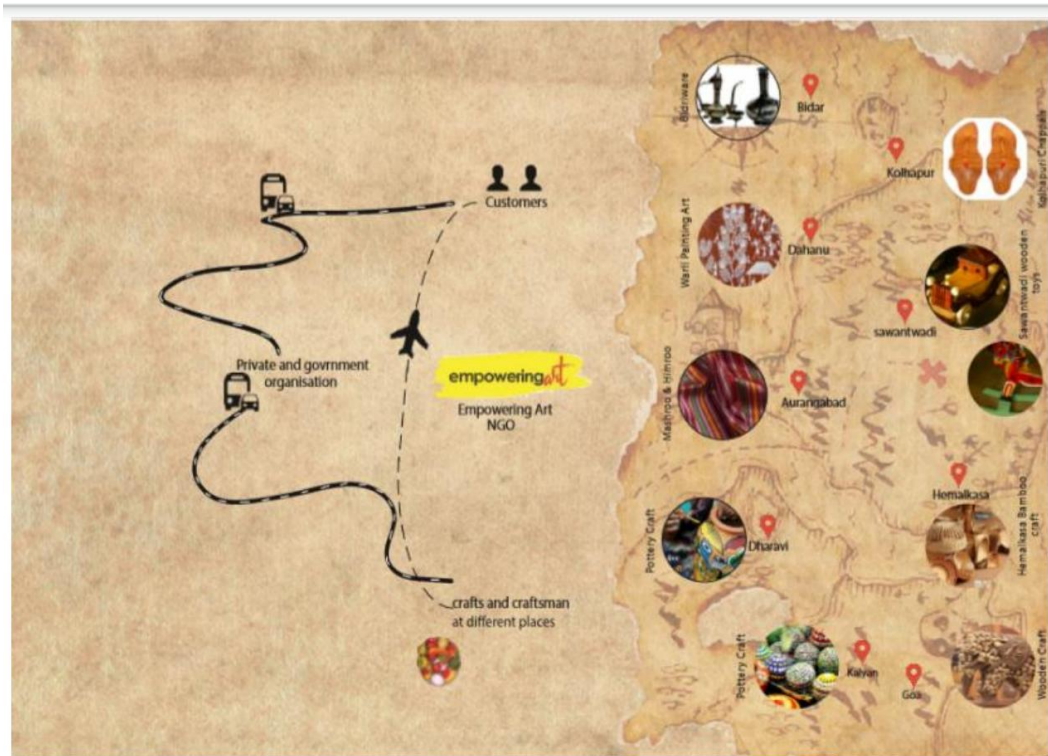 Customers
Private and govrnment
organisation
empoweringart
Empowering Art
NGO
crafts and craftsman
at different places
Bidriware
Bidar
Kolhapur
Kolhapuri Chappals
Warli Painting Art
Dahanu
Sawantwadi wooden
toys
sawantwadi
Mashroo & Himroo
Aurangabad
Hemalkasa
Hemalkasa Bamboo
craft
Pottery Craft
Dharavi
Pottery Craft
Kalyan
Goa
Wooden Craft